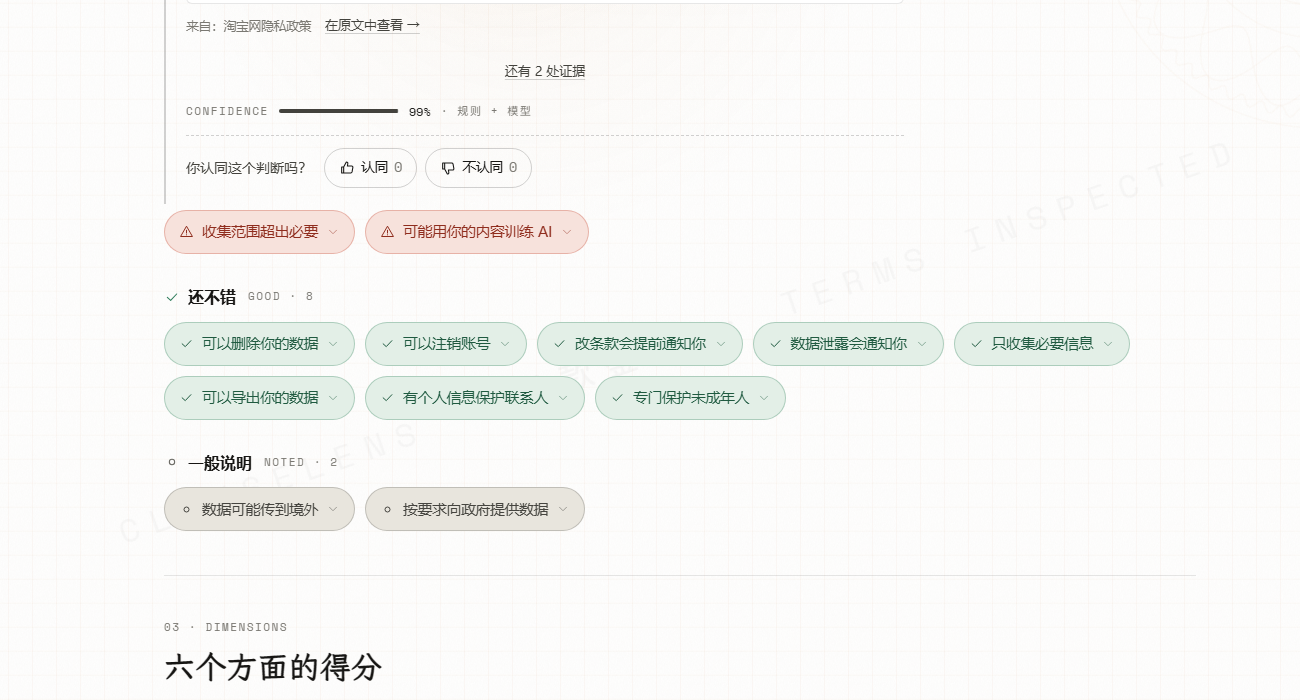 来自: 淘宝网隐私政策 在原文中查看 →
还有 2 处证据
CONFIDENCE 99% · 规则 + 模型
你认同这个判断吗？ 认同 0 不认同 0
收集范围超出必要 可能用你的内容训练 AI
还不错 GOOD · 8
可以删除你的数据 可以注销账号 改条款会提前通知你 数据泄露会通知你 只收集必要信息
可以导出你的数据 有个人信息保护联系人 专门保护未成年人
一般说明 NOTED · 2
数据可能传到境外 按要求向政府提供数据
03 · DIMENSIONS
六个方面的得分
TERMS INSPECTED